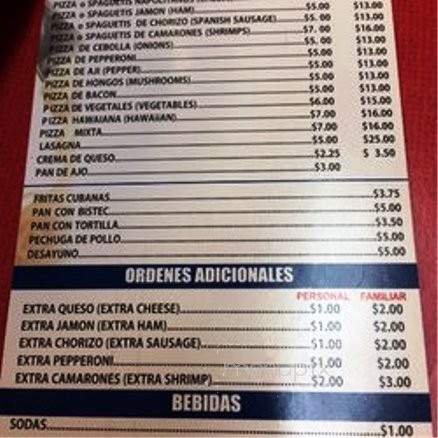 PIZZA o SPAGUETIS JAMON (HAM) $5.00 $13.00
PIZZA o SPAGUETIS DE CHORIZO (SPANISH SAUSAGE) $5.00 $13.00
PIZZA o SPAGUETIS DE CAMARONES (SHRIMPS) $7.00 $16.00
PIZZA DE CEBOLLA (ONIONS) $5.00 $13.00
PIZZA DE PEPPERONI $5.00 $13.00
PIZZA DE AJI (PEPPER) $5.00 $13.00
PIZZA DE HONGOS (MUSHROOMS) $5.00 $13.00
PIZZA DE BACON $5.00 $13.00
PIZZA DE VEGETALES (VEGETABLES) $6.00 $15.00
PIZZA HAWAIIANA (HAWAIIAN) $7.00 $16.00
PIZZA MIXTA $7.00 $16.00
LASAGNA $5.00 $25.00
CREMA DE QUESO $2.25 $ 3.50
PAN DE AJO $3.00
FRITAS CUBANAS $3.75
PAN CON BISTEC $5.00
PAN CON TORTILLA $3.50
PECHUGA DE POLLO $5.00
DESAYUNO $5.00
ORDENES ADICIONALES
PERSONAL FAMILIAR
EXTRA QUESO (EXTRA CHEESE) $1.00 $2.00
EXTRA JAMON (EXTRA HAM) $1.00 $2.00
EXTRA CHORIZO (EXTRA SAUSAGE) $1.00 $2.00
EXTRA PEPPERONI $1.00 $2.00
EXTRA CAMARONES (EXTRA SHRIMP) $2.00 $3.00
BEBIDAS
SODAS $1.00